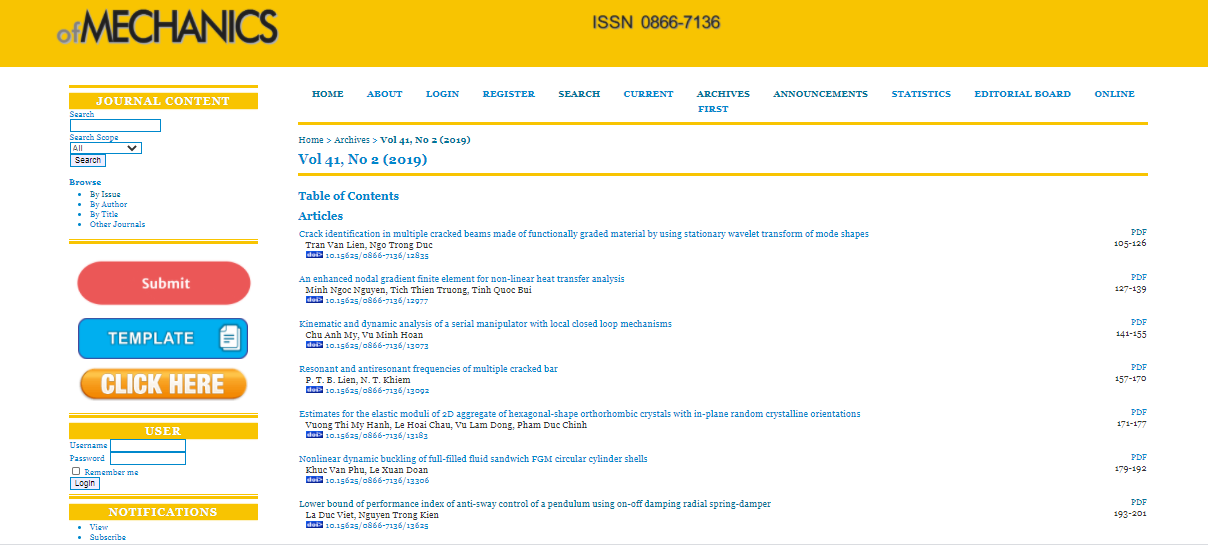 ofMECHANICS
ISSN 0866-7136
JOURNAL CONTENT
Search
Search Scope
All
Search
Browse
By Issue
By Author
By Title
Other Journals
Submit
TEMPLATE
CLICK HERE
USER
Username
Password
Remember me
Login
NOTIFICATIONS
View
Subscribe
HOME ABOUT LOGIN REGISTER SEARCH CURRENT ARCHIVES ANNOUNCEMENTS STATISTICS EDITORIAL BOARD ONLINE
FIRST
Home > Archives > Vol 41, No 2 (2019)
Vol 41, No 2 (2019)
Table of Contents
Articles
Crack identification in multiple cracked beams made of functionally graded material by using stationary wavelet transform of mode shapes PDF
Tran Van Lien, Ngo Trong Duc 105-126
doi> 10.15625/0866-7136/12835
An enhanced nodal gradient finite element for non-linear heat transfer analysis PDF
Minh Ngoc Nguyen, Tich Thien Truong, Tinh Quoc Bui 127-139
doi> 10.15625/0866-7136/12977
Kinematic and dynamic analysis of a serial manipulator with local closed loop mechanisms PDF
Chu Anh My, Vu Minh Hoan 141-155
doi> 10.15625/0866-7136/13073
Resonant and antiresonant frequencies of multiple cracked bar PDF
P. T. B. Lien, N. T. Khiem 157-170
doi> 10.15625/0866-7136/13092
Estimates for the elastic moduli of 2D aggregate of hexagonal-shape orthorhombic crystals with in-plane random crystalline orientations PDF
Vuong Thi My Hanh, Le Hoai Chau, Vu Lam Dong, Pham Duc Chinh 171-177
doi> 10.15625/0866-7136/13183
Nonlinear dynamic buckling of full-filled fluid sandwich FGM circular cylinder shells PDF
Khuc Van Phu, Le Xuan Doan 179-192
doi> 10.15625/0866-7136/13306
Lower bound of performance index of anti-sway control of a pendulum using on-off damping radial spring-damper PDF
La Duc Viet, Nguyen Trong Kien 193-201
doi> 10.15625/0866-7136/13625